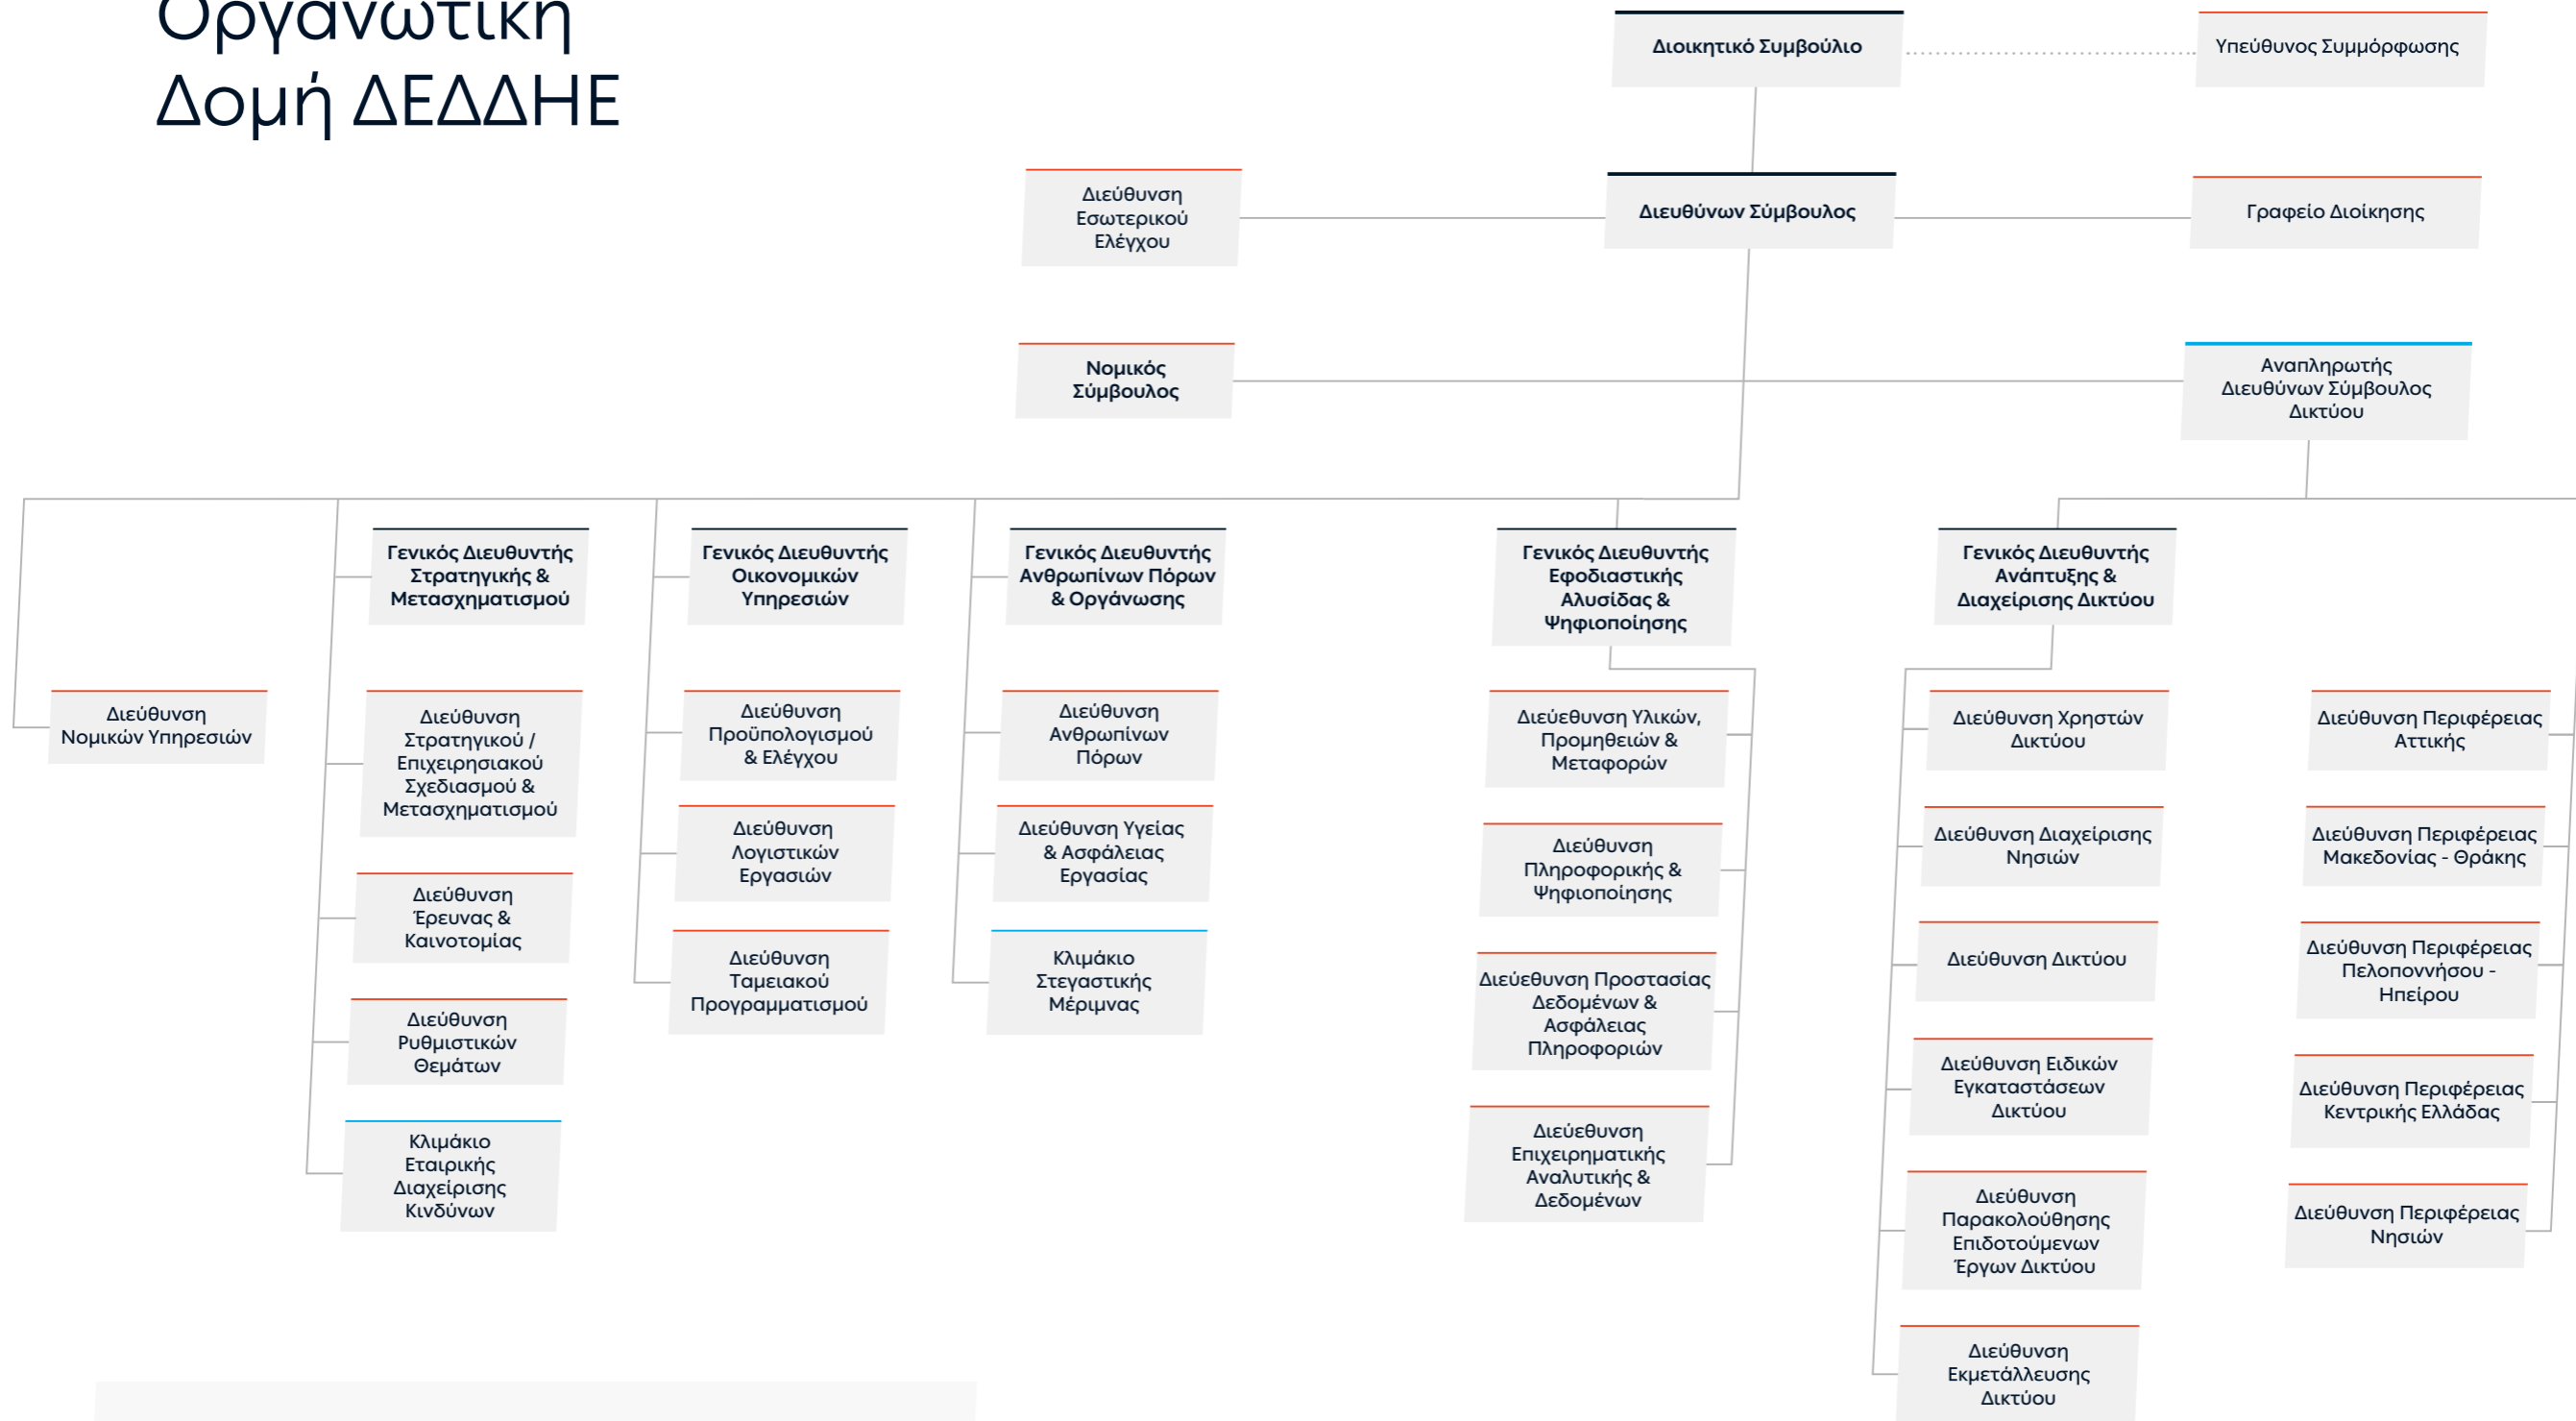 Οργανωτική
Δομή ΔΕΔΔΗΕ
Διοικητικό Συμβούλιο
Υπεύθυνος Συμμόρφωσης
Διεύθυνση
Εσωτερικού
Ελέγχου
Διευθύνων Σύμβουλος
Γραφείο Διοίκησης
Νομικός
Σύμβουλος
Αναπληρωτής
Διευθύνων Σύμβουλος
Δικτύου
Γενικός Διευθυντής
Στρατηγικής &
Μετασχηματισμού
Γενικός Διευθυντής
Οικονομικών
Υπηρεσιών
Γενικός Διευθυντής
Ανθρωπίνων Πόρων
& Οργάνωσης
Γενικός Διευθυντής
Εφοδιαστικής
Αλυσίδας &
Ψηφιοποίησης
Γενικός Διευθυντής
Ανάπτυξης &
Διαχείρισης Δικτύου
Διεύθυνση
Νομικών Υπηρεσιών
Διεύθυνση
Στρατηγικού /
Επιχειρησιακού
Σχεδιασμού &
Μετασχηματισμού
Διεύθυνση
Έρευνας &
Καινοτομίας
Διεύθυνση
Ρυθμιστικών
Θεμάτων
Κλιμάκιο
Εταιρικής
Διαχείρισης
Κινδύνων
Διεύθυνση
Προϋπολογισμού
& Ελέγχου
Διεύθυνση
Λογιστικών
Εργασιών
Διεύθυνση
Ταμειακού
Προγραμματισμού
Διεύθυνση
Ανθρωπίνων
Πόρων
Διεύθυνση Υγείας
& Ασφάλειας
Εργασίας
Κλιμάκιο
Στεγαστικής
Μέριμνας
Διεύεθυνση Υλικών,
Προμηθειών &
Μεταφορών
Διεύθυνση
Πληροφορικής &
Ψηφιοποίησης
Διεύεθυνση Προστασίας
Δεδομένων &
Ασφάλειας
Πληροφοριών
Διεύεθυνση
Επιχειρηματικής
Αναλυτικής &
Δεδομένων
Διεύθυνση Χρηστών
Δικτύου
Διεύθυνση Διαχείρισης
Νησιών
Διεύθυνση Δικτύου
Διεύθυνση Ειδικών
Εγκαταστάσεων
Δικτύου
Διεύθυνση
Παρακολούθησης
Επιδοτούμενων
Έργων Δικτύου
Διεύθυνση
Εκμετάλλευσης
Δικτύου
Διεύθυνση Περιφέρειας
Αττικής
Διεύθυνση Περιφέρειας
Μακεδονίας - Θράκης
Διεύθυνση Περιφέρειας
Πελοποννήσου -
Ηπείρου
Διεύθυνση Περιφέρειας
Κεντρικής Ελλάδας
Διεύθυνση Περιφέρειας
Νησιών